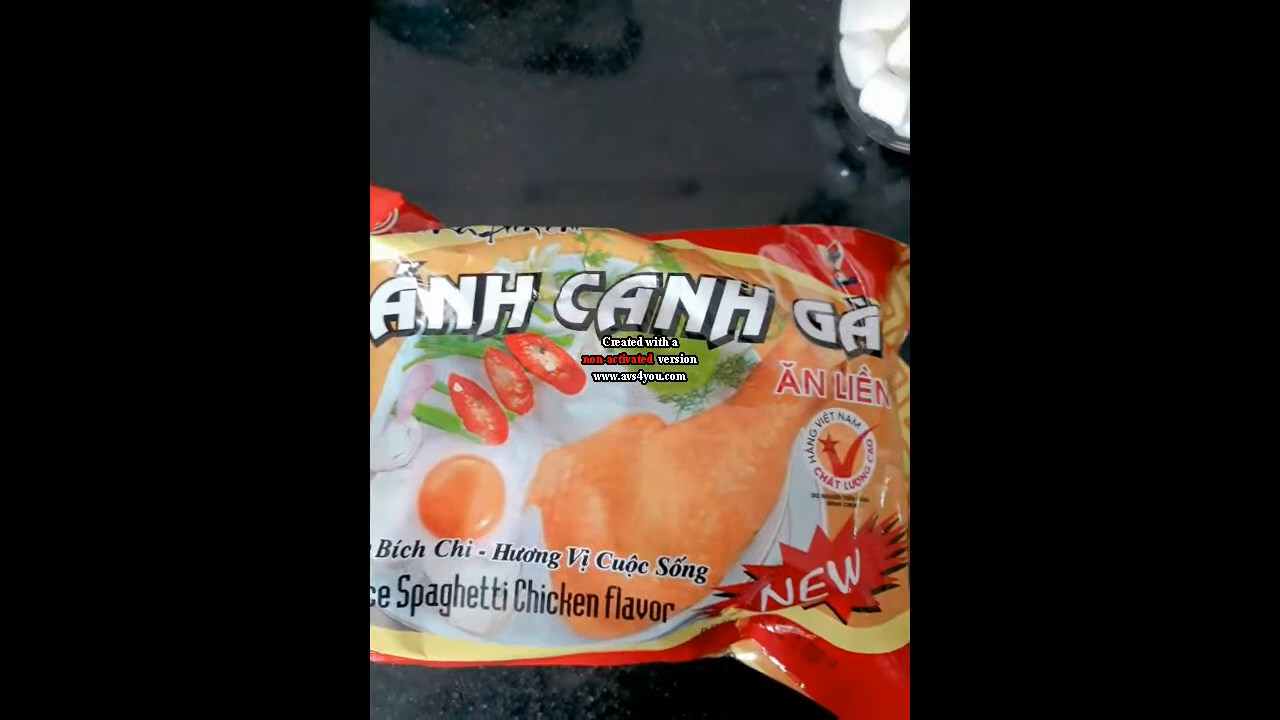 ÁNH CANH GÀ
Created with a
non-activated version
www.avs4you.com
ĂN LIỀN
HÀNG VIỆT NAM
CHẤT LƯỢNG CAO
Bích Chi - Hương Vị Cuộc Sống
ce Spaghetti Chicken flavor
NEW